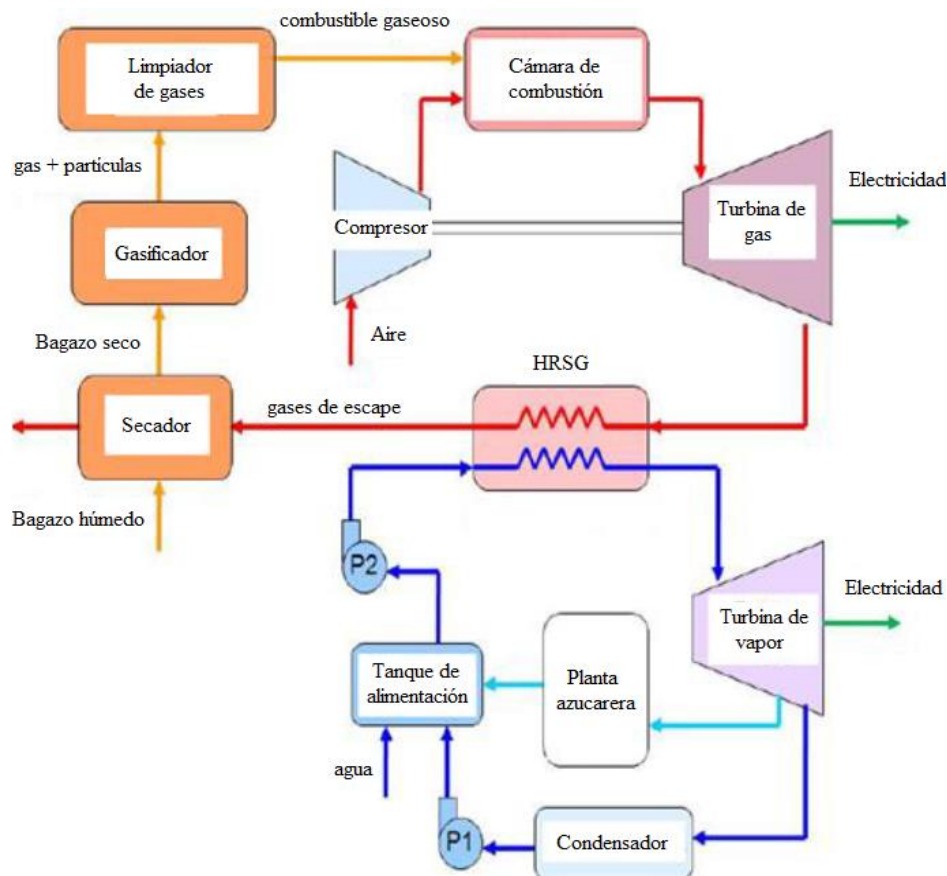 combustible gaseoso
Limpiador
de gases
Cámara de
combustión
gas + partículas
Electricidad
Gasificador
Compresor
Turbina de
gas
Bagazo seco
Aire
HRSG
Secador
gases de escape
Bagazo húmedo
P2
Electricidad
Turbina de
vapor
Tanque de
alimentación
Planta
azucarera
agua
P1
Condensador